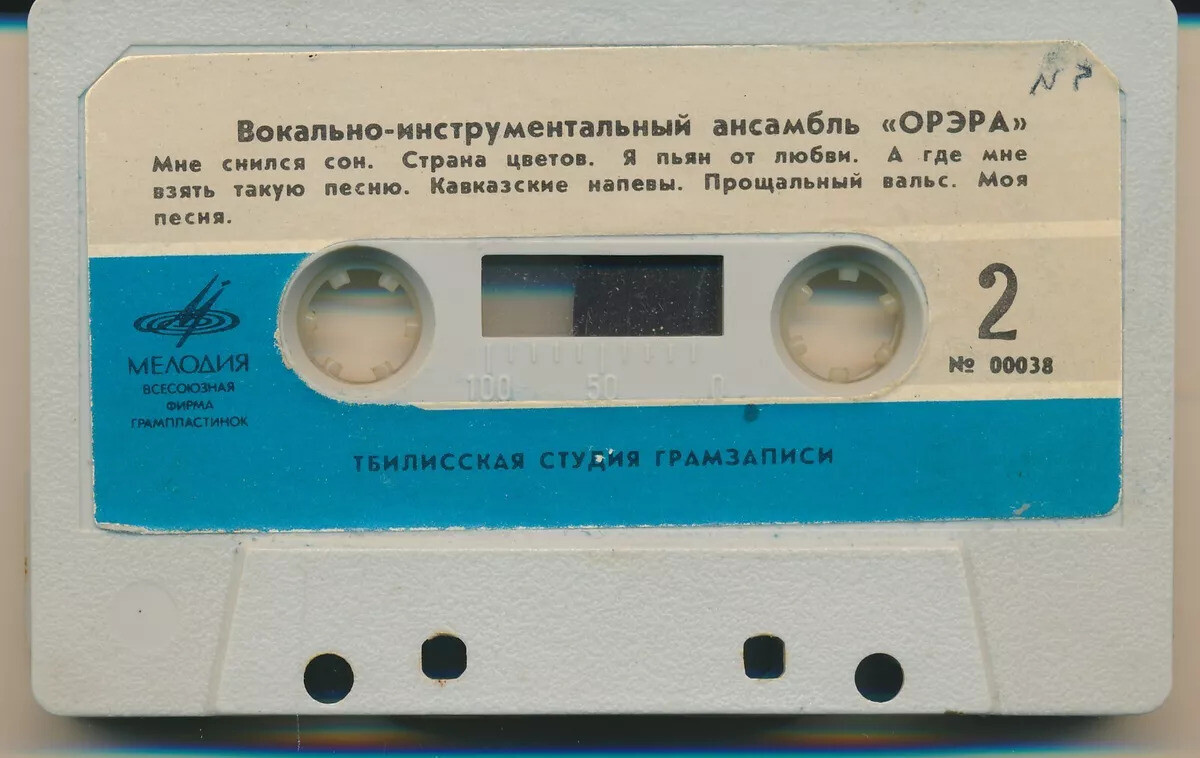 N 7
Вокально-инструментальный ансамбль «ОРЭРА»
Мне снился сон. Страна цветов. Я пьян от любви. А где мне
взять такую песню. Кавказские напевы. Прощальный вальс. Моя
песня.
2
№ 00038
МЕЛОДИЯ
ВСЕСОЮЗНАЯ
ФИРМА
ГРАМПЛАСТИНОК
100 50 0
ТБИЛИССКАЯ СТУДИЯ ГРАМЗАПИСИ